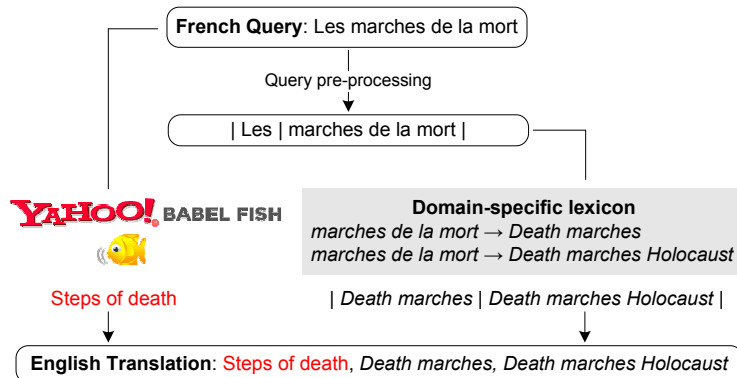 French Query: Les marches de la mort
Query pre-processing
| Les | marches de la mort |
YAHOO! BABEL FISH
Domain-specific lexicon
marches de la mort → Death marches
marches de la mort → Death marches Holocaust
Steps of death
| Death marches | Death marches Holocaust |
English Translation: Steps of death, Death marches, Death marches Holocaust